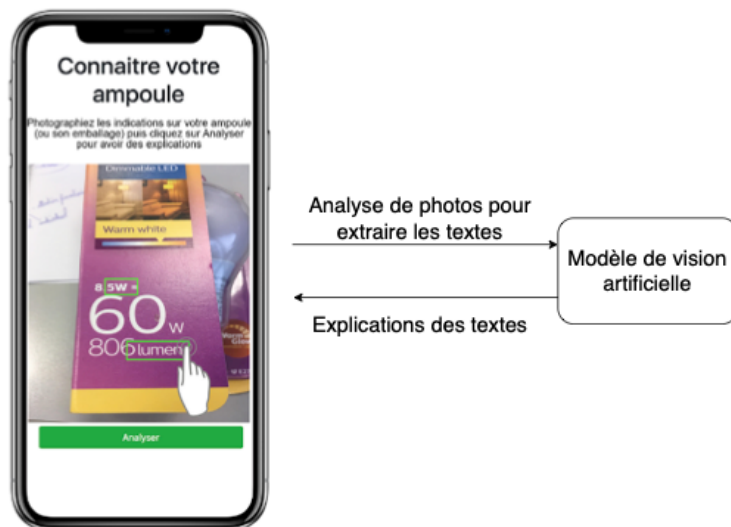 Connaitre votre
ampoule
Photographiez les indications sur votre ampoule
(ou son emballage) puis cliquez sur Analyser
pour avoir des explications
Dimmable LED
Warm white
8.5W =
60 W
806 lumen
Analyser
Analyse de photos pour
extraire les textes
Explications des textes
Modèle de vision
artificielle